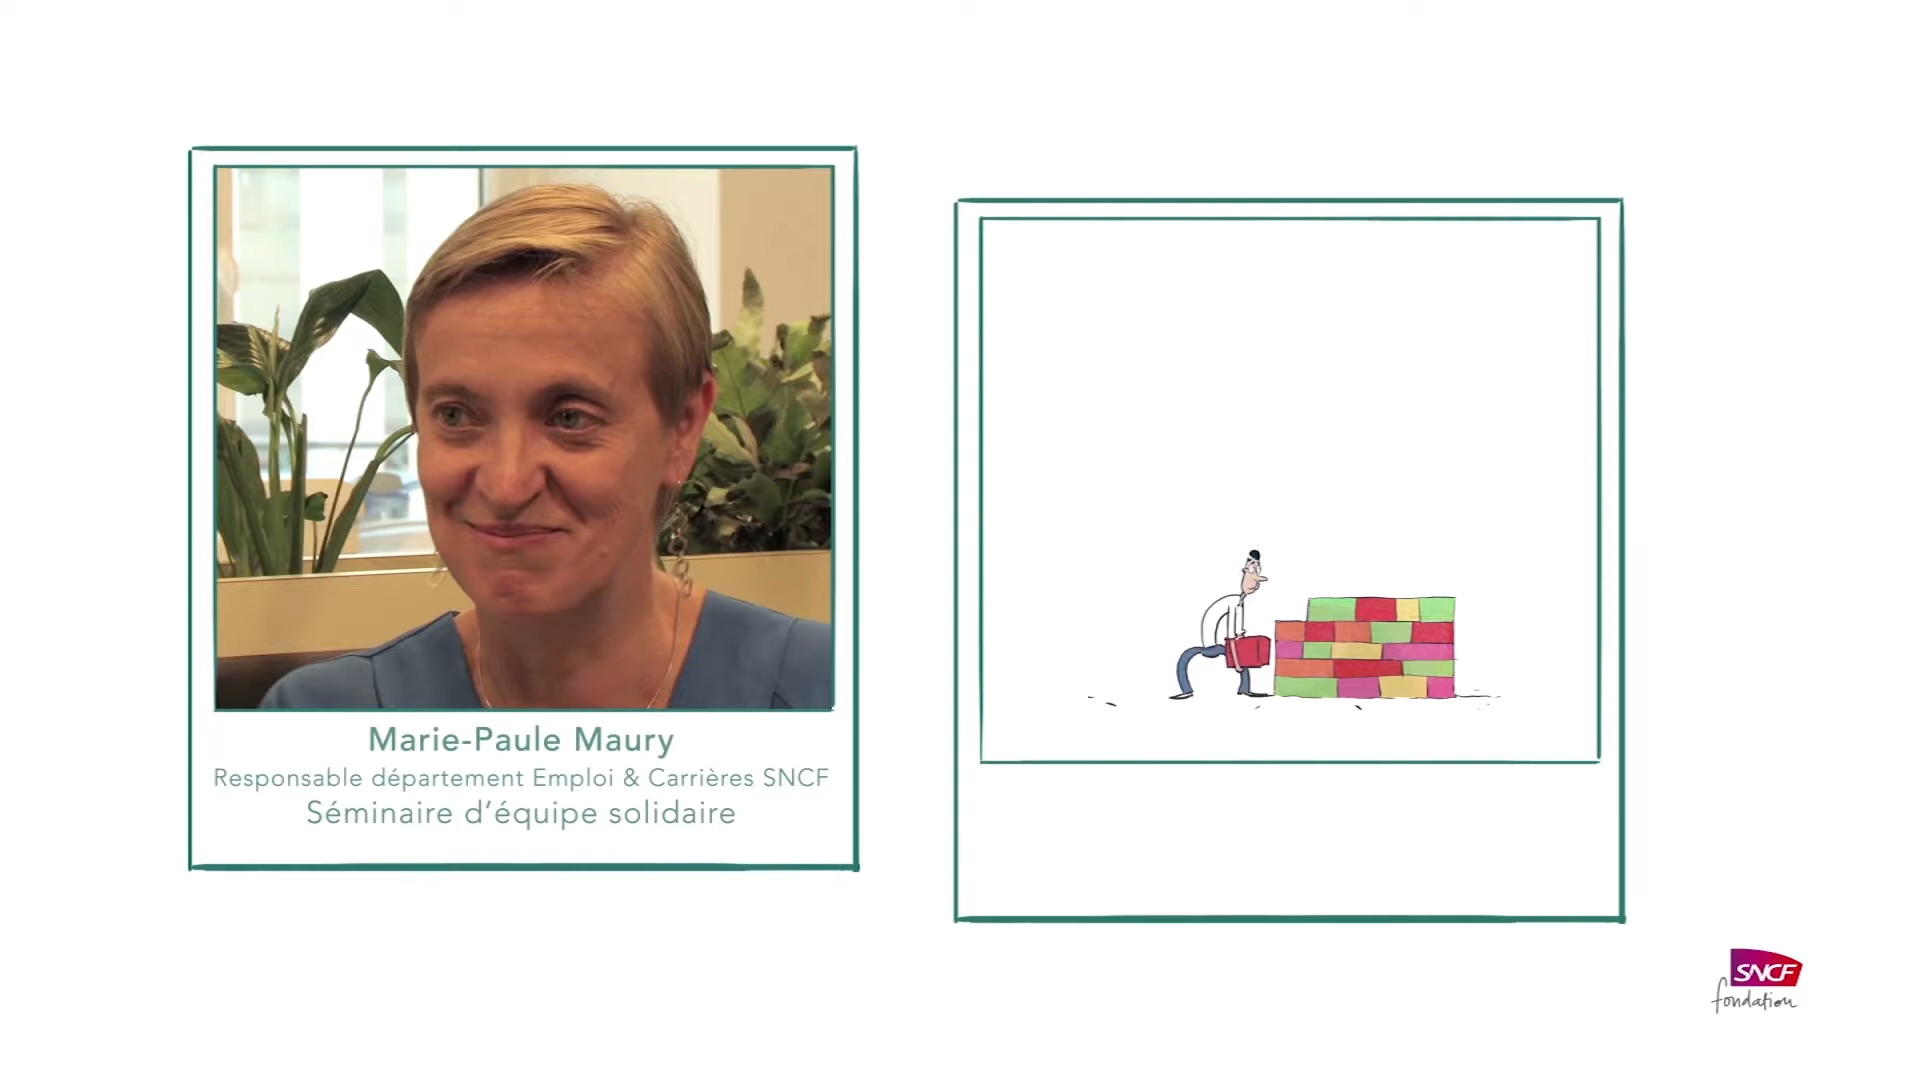 Marie-Paule Maury
Responsable département Emploi & Carrières SNCF
Séminaire d’équipe solidaire
SNCF
fondation